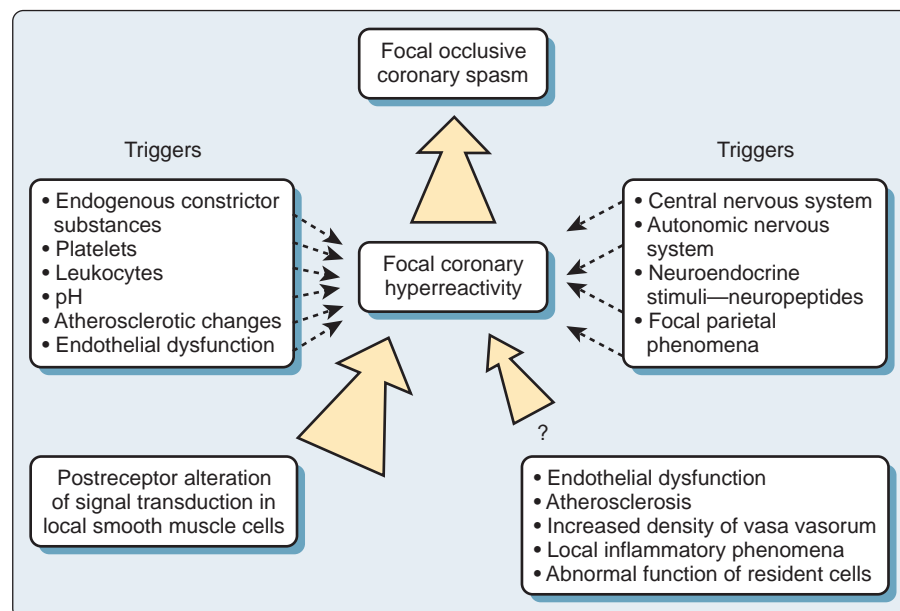 Focal occlusive
coronary spasm
Triggers
• Endogenous constrictor
substances
• Platelets
• Leukocytes
• pH
• Atherosclerotic changes
• Endothelial dysfunction
Focal coronary
hyperreactivity
Triggers
• Central nervous system
• Autonomic nervous
system
• Neuroendocrine
stimuli—neuropeptides
• Focal parietal
phenomena
Postreceptor alteration
of signal transduction in
local smooth muscle cells
?
• Endothelial dysfunction
• Atherosclerosis
• Increased density of vasa vasorum
• Local inflammatory phenomena
• Abnormal function of resident cells